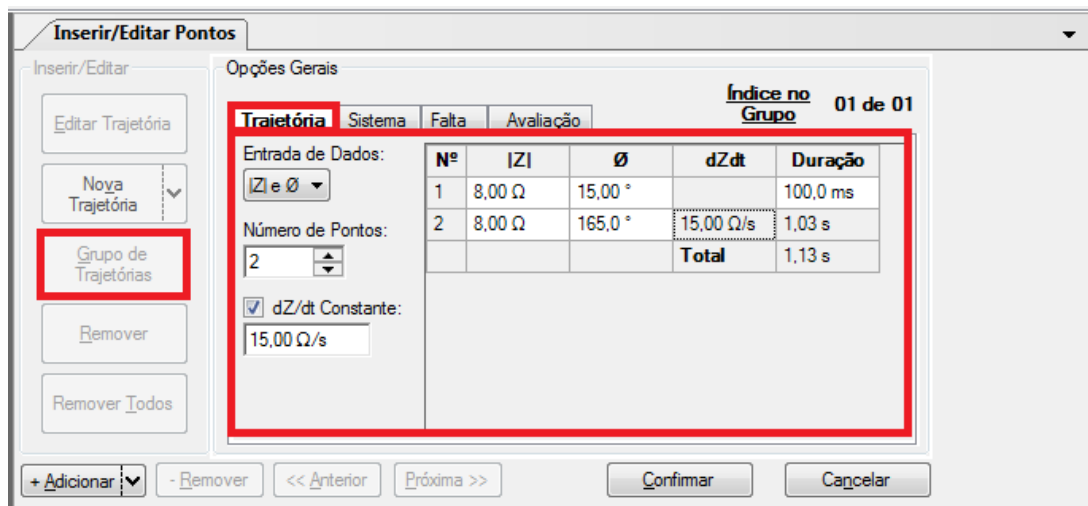 Inserir/Editar Pontos
Inserir/Editar
Editar Trajetória
Nova
Trajetória
Grupo de
Trajetórias
Remover
Remover Todos
Opções Gerais
Índice no
Grupo
01 de 01
Trajetória Sistema Falta Avaliação
Entrada de Dados:
|Z| e Ø
Número de Pontos:
2
dZ/dt Constante:
15,00 Ω/s
Nº |Z| Ø dZdt Duração
1 8,00 Ω 15,00 ° 100,0 ms
2 8,00 Ω 165,0 ° 15,00 Ω/s 1,03 s
Total 1,13 s
+ Adicionar - Remover << Anterior Próxima >> Confirmar Cancelar